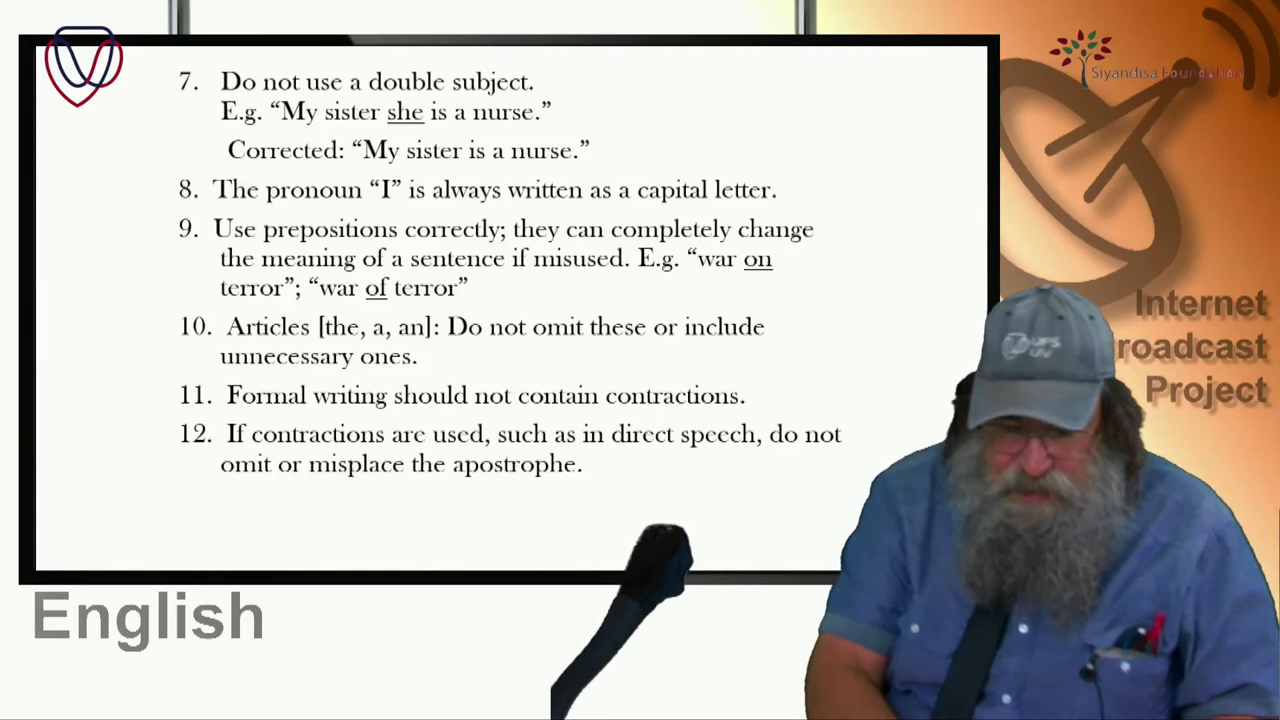 7. Do not use a double subject.
E.g. “My sister she is a nurse.”
Corrected: “My sister is a nurse.”
8. The pronoun “I” is always written as a capital letter.
9. Use prepositions correctly; they can completely change
the meaning of a sentence if misused. E.g. “war on
terror”; “war of terror”
10. Articles [the, a, an]: Do not omit these or include
unnecessary ones.
11. Formal writing should not contain contractions.
12. If contractions are used, such as in direct speech, do not
omit or misplace the apostrophe.
English
Siyandisa Foundation
Internet
roadcast
Project
UFS